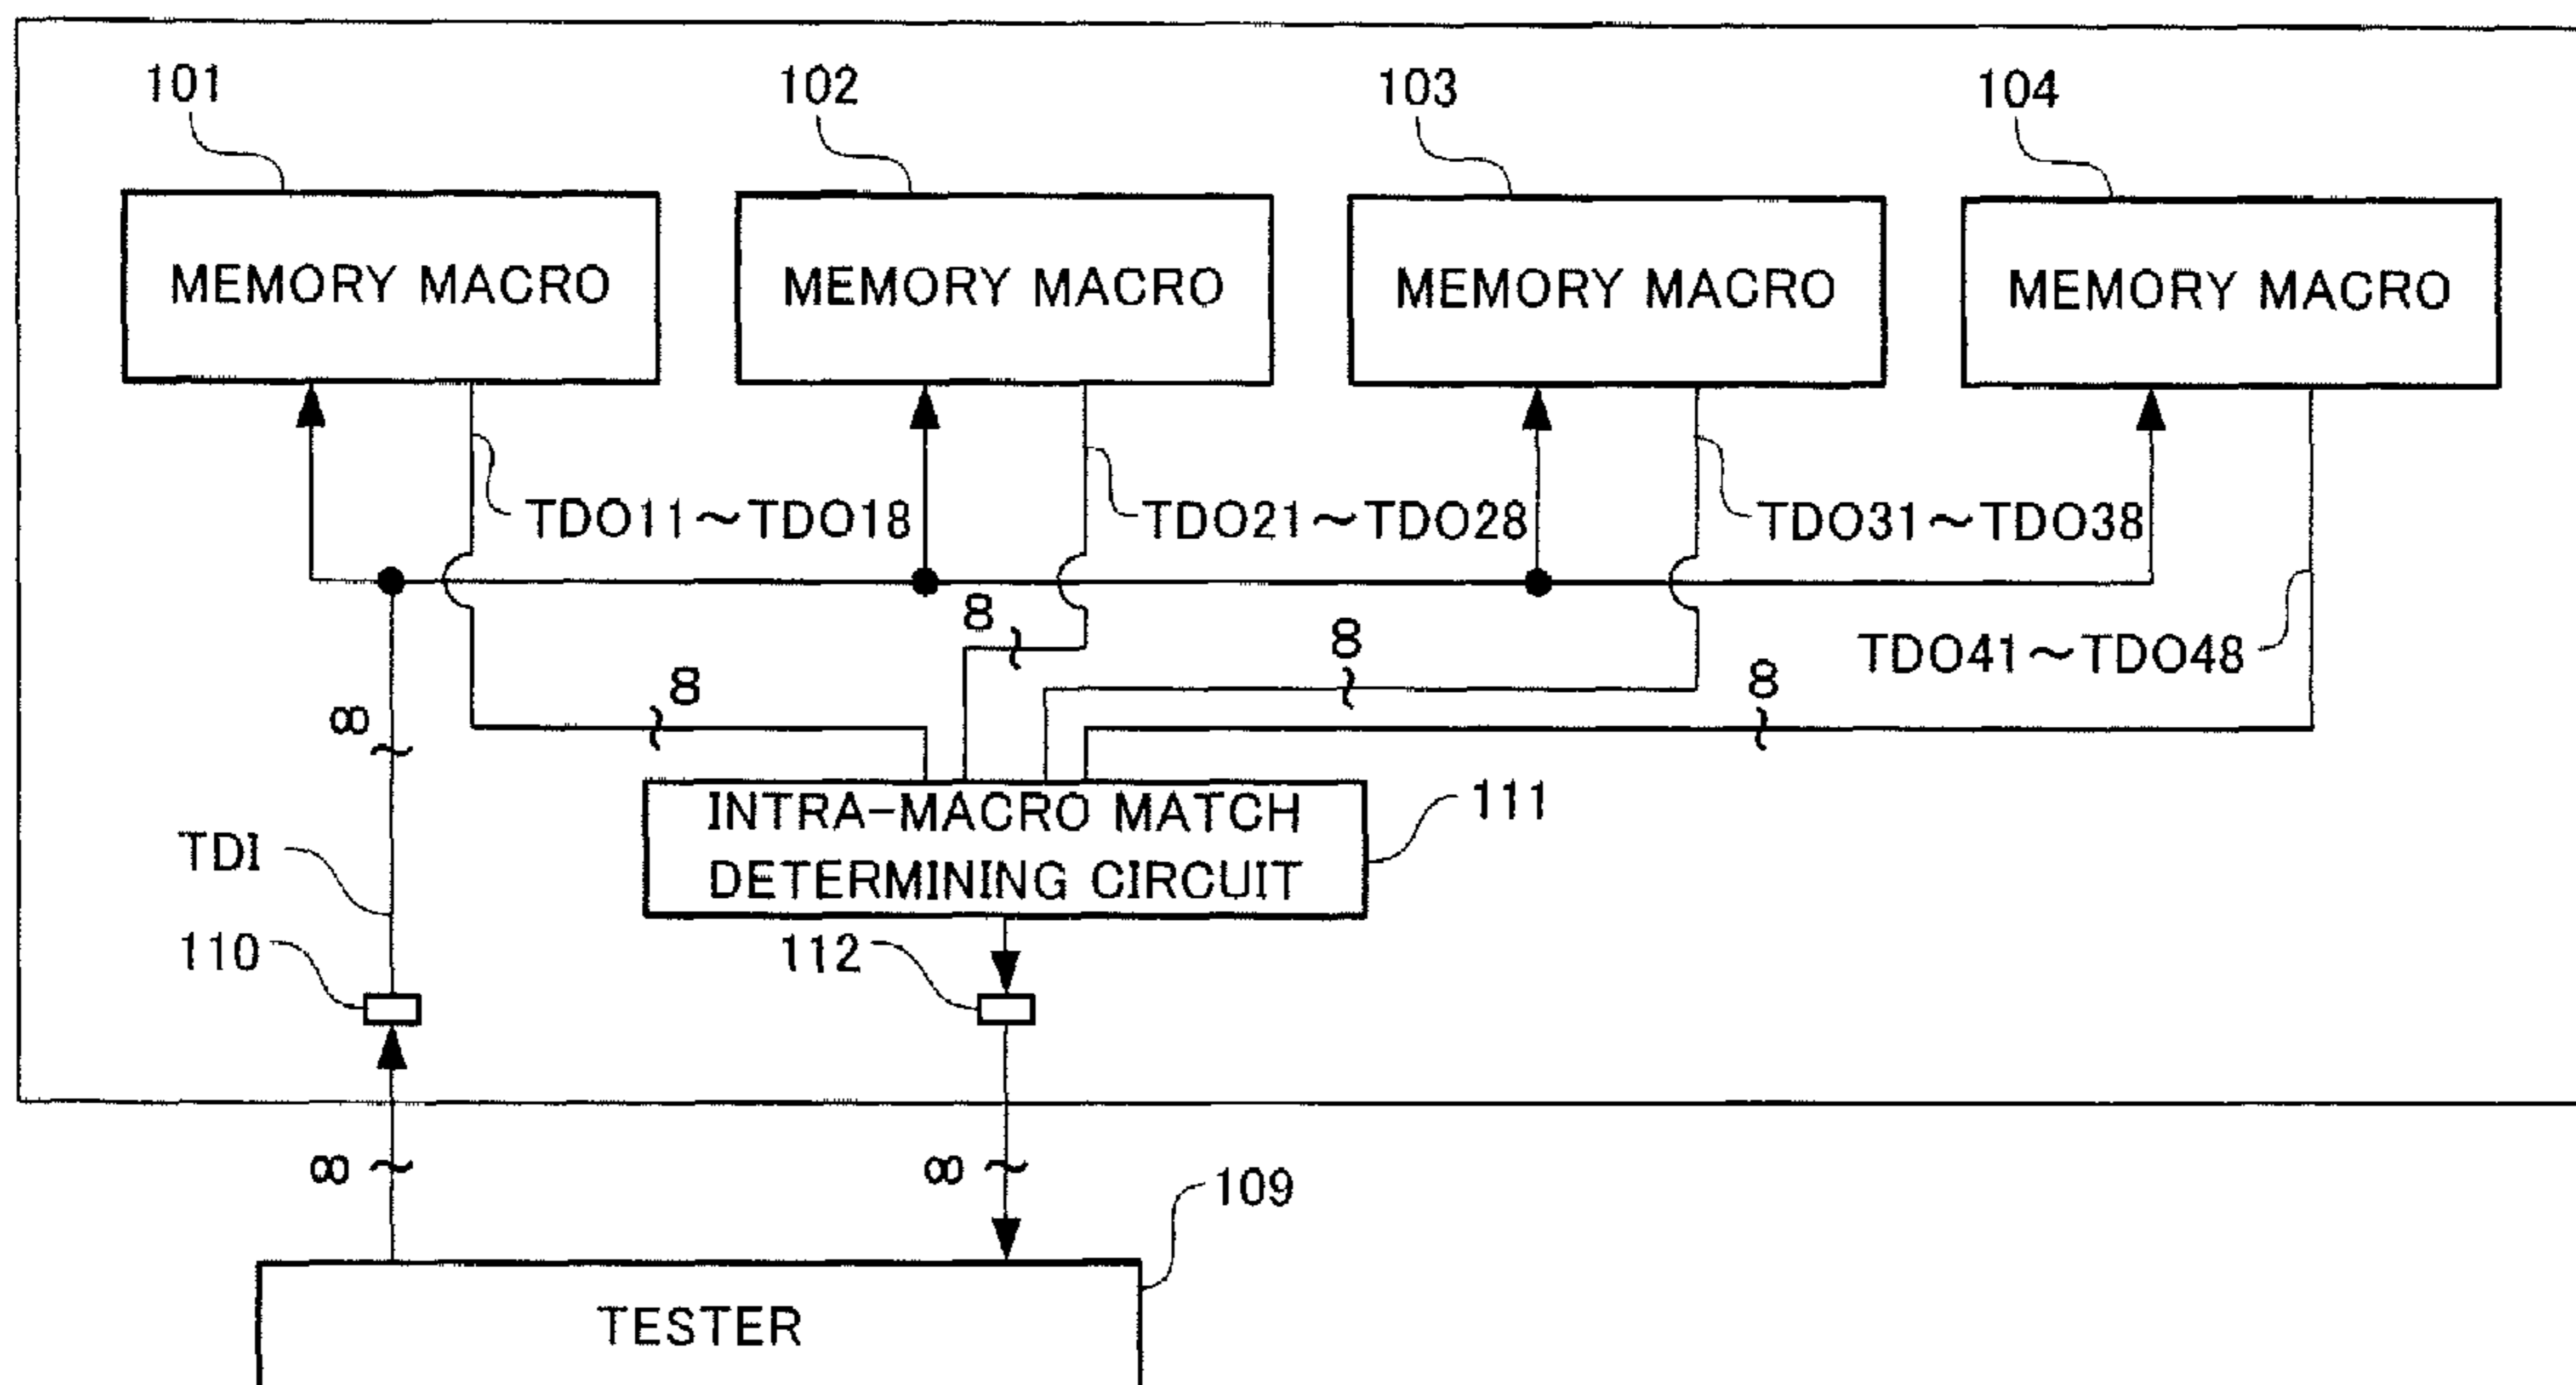 101
102
103
104
MEMORY MACRO
MEMORY MACRO
MEMORY MACRO
MEMORY MACRO
TDO11~TDO18
TDO21~TDO28
TDO31~TDO38
TDO41~TDO48
8
8
8
8
8
INTRA-MACRO MATCH
DETERMINING CIRCUIT
111
TDI
110
112
8
8
109
TESTER